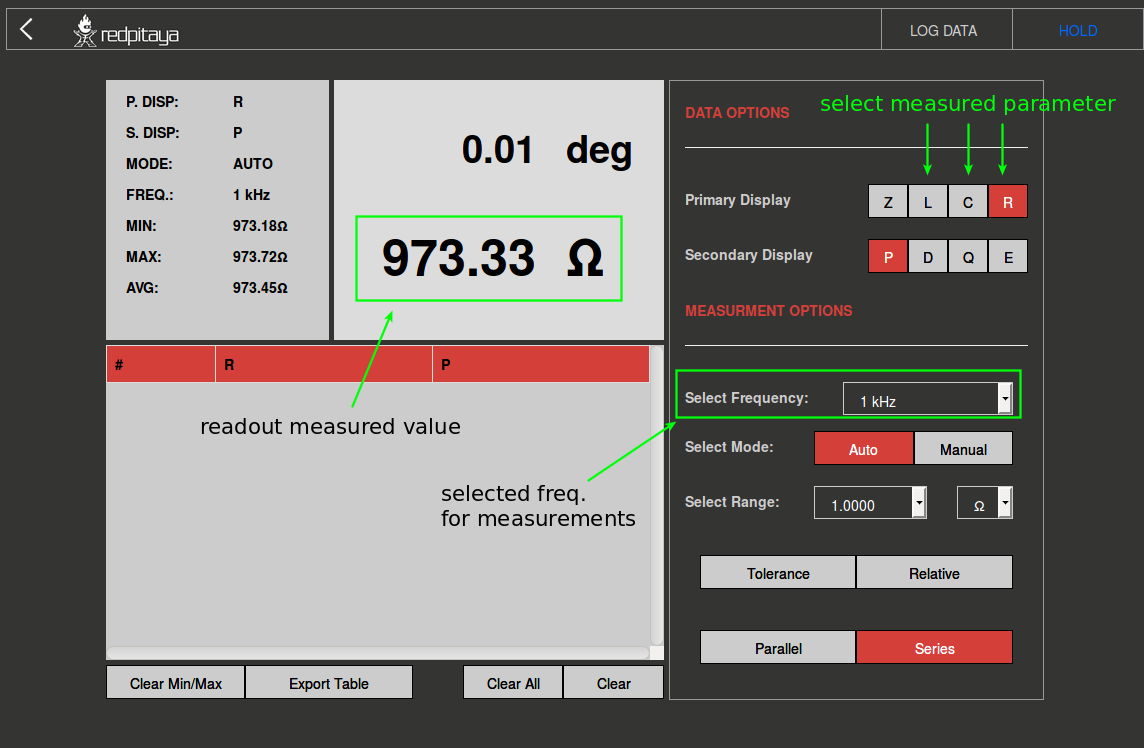 redpitaya
LOG DATA
HOLD
P. DISP: R
S. DISP: P
MODE: AUTO
FREQ.: 1 kHz
MIN: 973.18Ω
MAX: 973.72Ω
AVG: 973.45Ω
0.01 deg
973.33 Ω
# R P
readout measured value
selected freq.
for measurements
Clear Min/Max
Export Table
Clear All
Clear
DATA OPTIONS
select measured parameter
Primary Display Z L C R
Secondary Display P D Q E
MEASURMENT OPTIONS
Select Frequency: 1 kHz
Select Mode: Auto Manual
Select Range: 1.0000 Ω
Tolerance Relative
Parallel Series